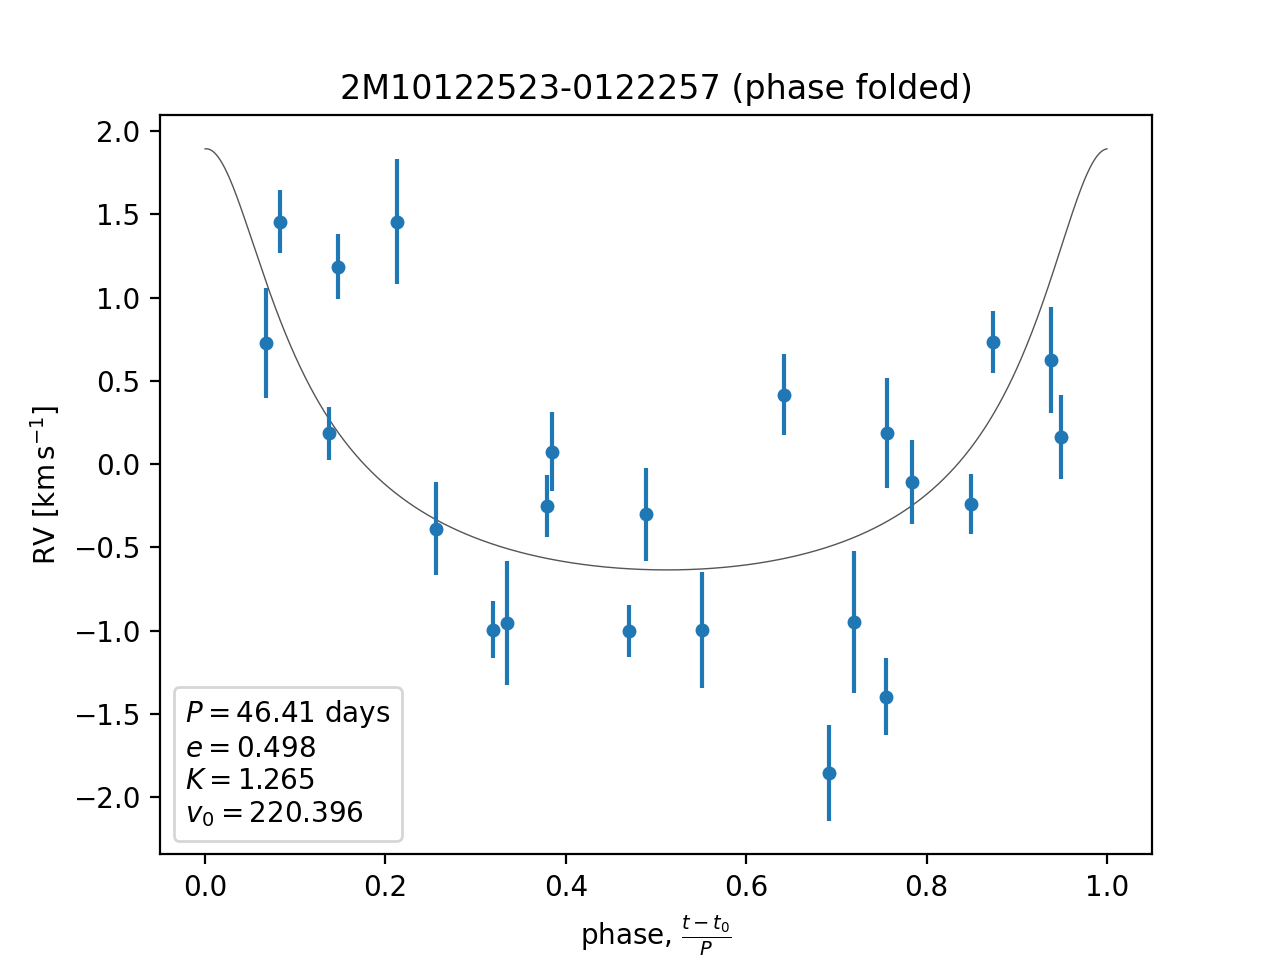 2M10122523-0122257 (phase folded)
RV [km s⁻¹]
2.0
1.5
1.0
0.5
0.0
−0.5
−1.0
−1.5
−2.0
P = 46.41 days
e = 0.498
K = 1.265
v₀ = 220.396
0.0 0.2 0.4 0.6 0.8 1.0
phase, (t − t₀)/P